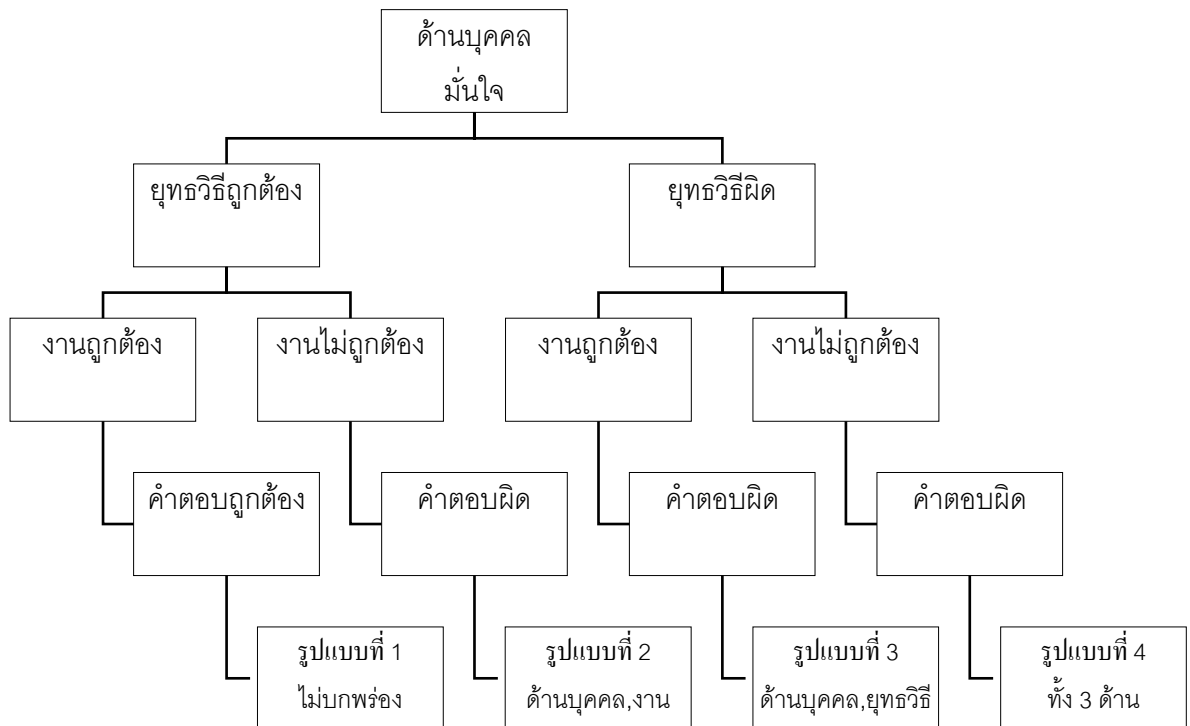 ด้านบุคคล
มั่นใจ
ยุทธวิธีถูกต้อง
ยุทธวิธีผิด
งานถูกต้อง
งานไม่ถูกต้อง
งานถูกต้อง
งานไม่ถูกต้อง
คำตอบถูกต้อง
คำตอบผิด
คำตอบผิด
คำตอบผิด
รูปแบบที่ 1
ไม่บกพร่อง
รูปแบบที่ 2
ด้านบุคคล,งาน
รูปแบบที่ 3
ด้านบุคคล,ยุทธวิธี
รูปแบบที่ 4
ทั้ง 3 ด้าน